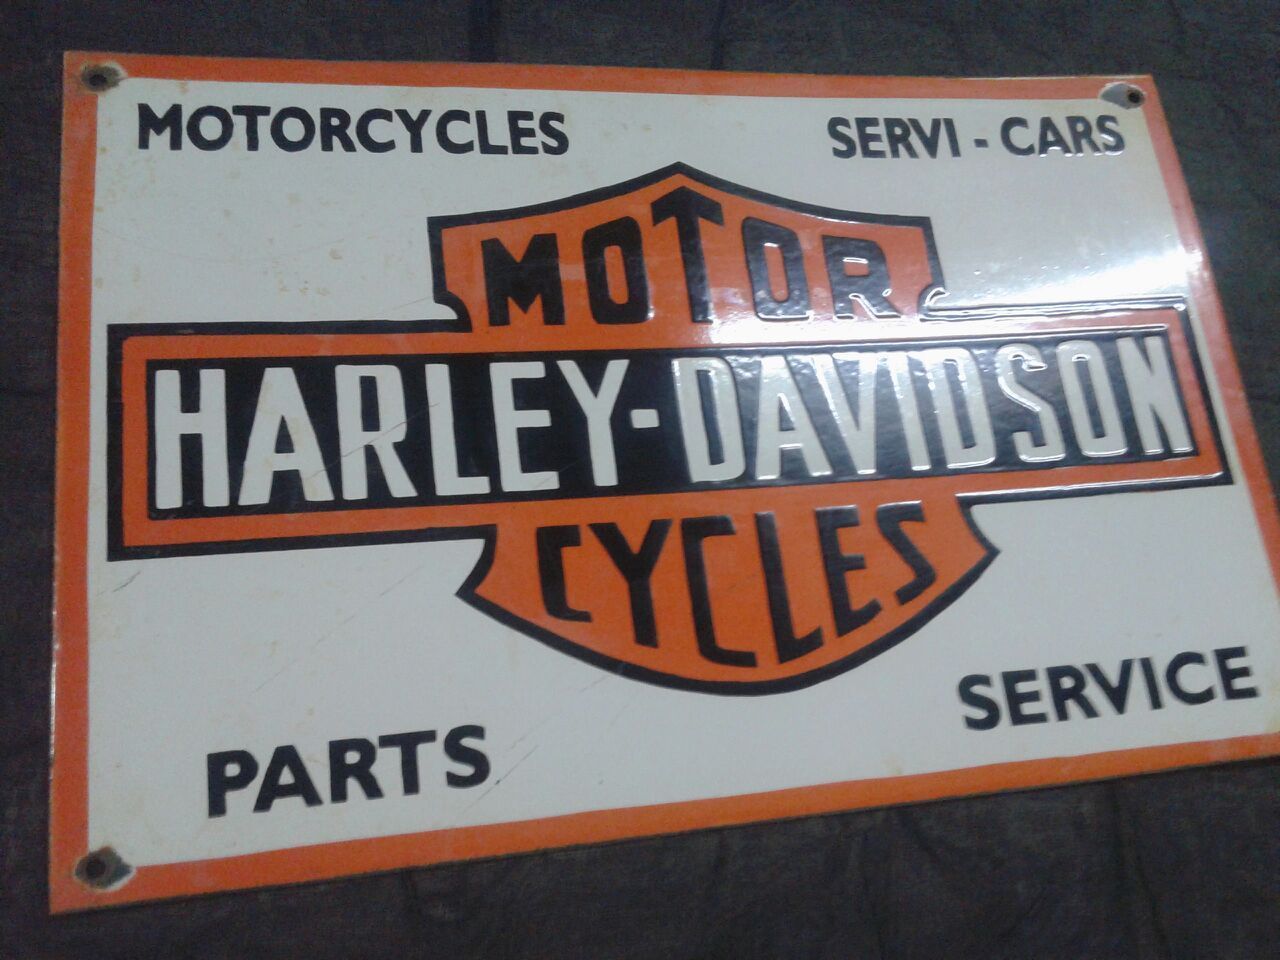 MOTORCYCLES
SERVI - CARS
MOTOR
HARLEY-DAVIDSON
CYCLES
PARTS
SERVICE